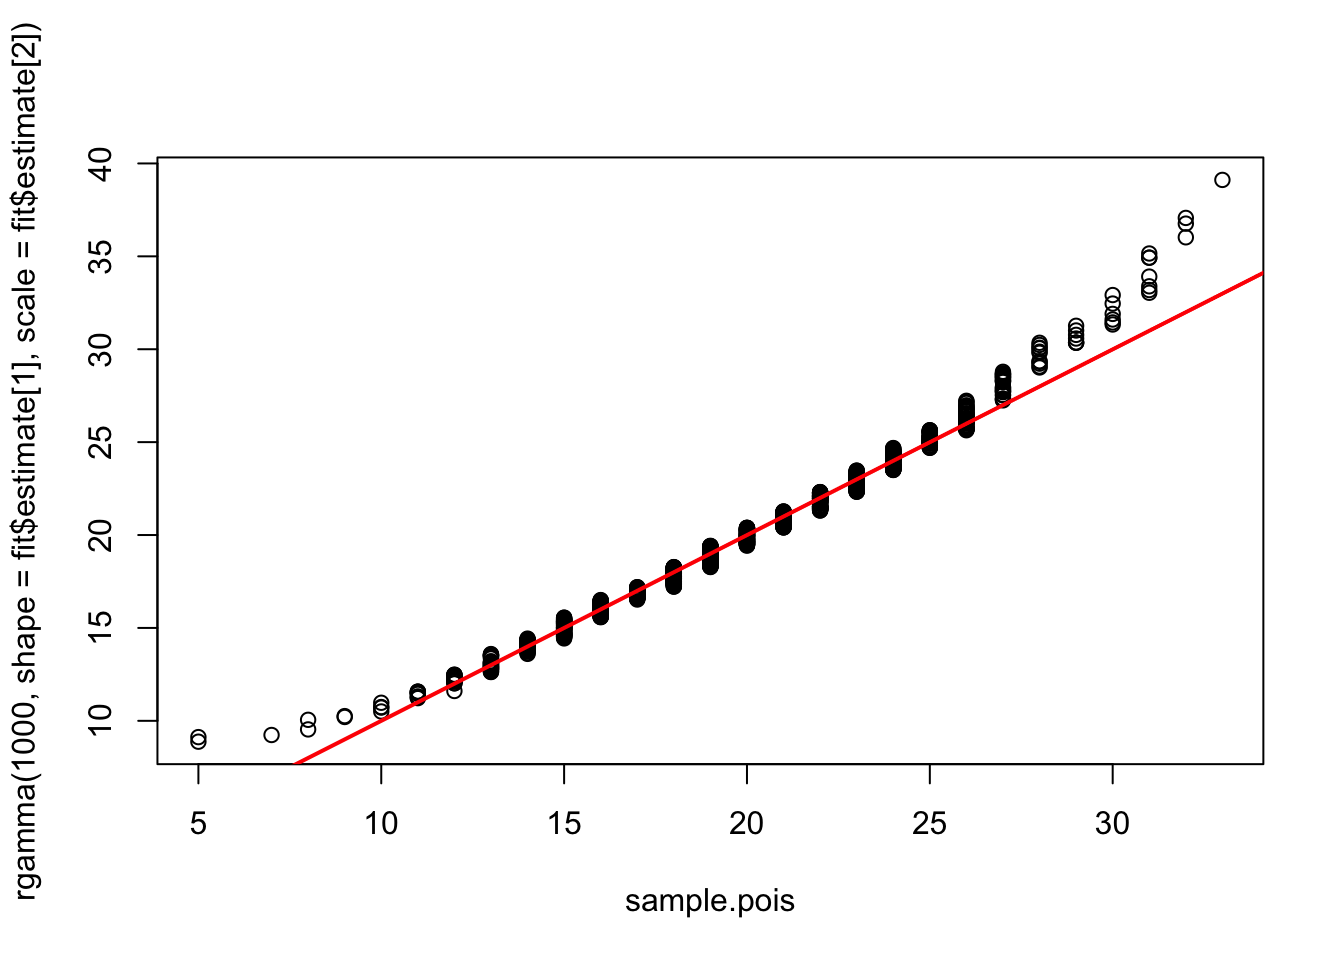 rgamma(1000, shape = fit$estimate[1], scale = fit$estimate[2])
40
35
30
25
20
15
10
5 10 15 20 25 30
sample.pois